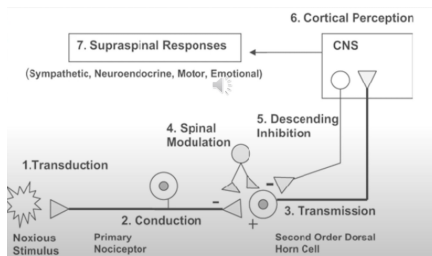 6. Cortical Perception
7. Supraspinal Responses
CNS
(Sympathetic, Neuroendocrine, Motor, Emotional)
4. Spinal
Modulation
5. Descending
Inhibition
1.Transduction
-
-
2. Conduction
3. Transmission
+
Noxious
Stimulus
Primary
Nociceptor
Second Order Dorsal
Horn Cell